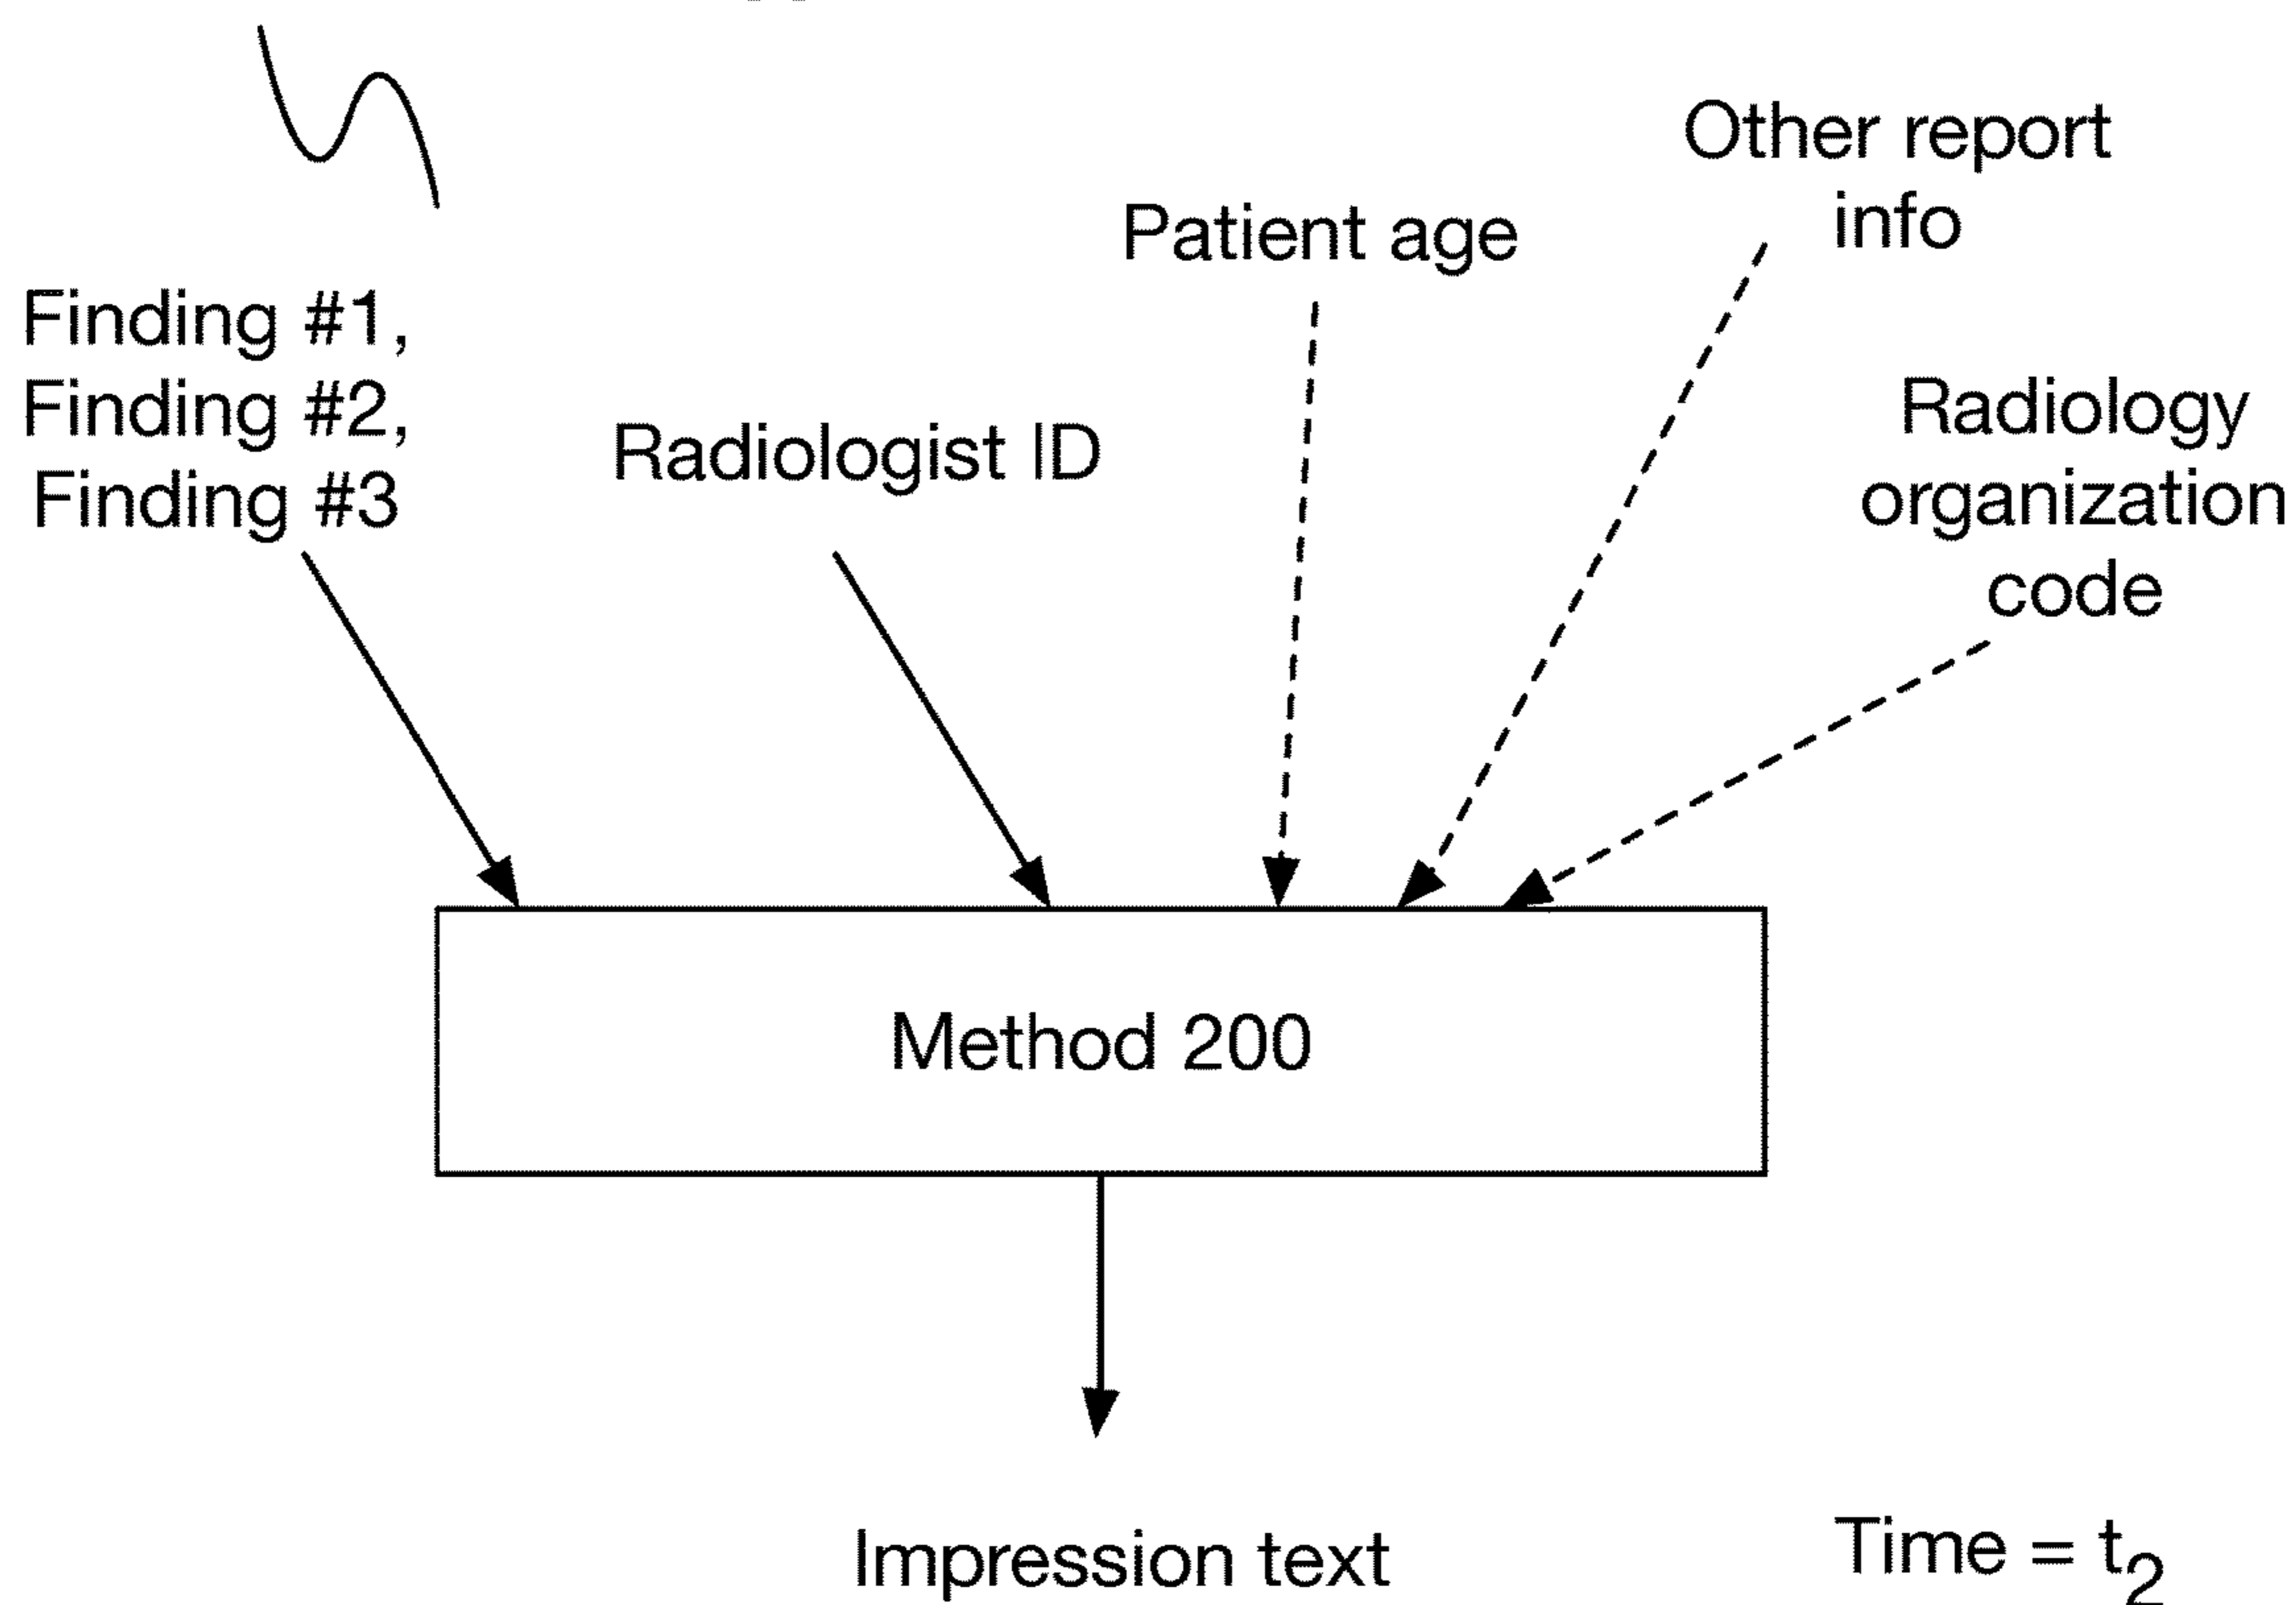 Other report
info
Patient age
Finding #1,
Finding #2,
Finding #3
Radiologist ID
Radiology
organization
code
Method 200
Impression text
Time = t2